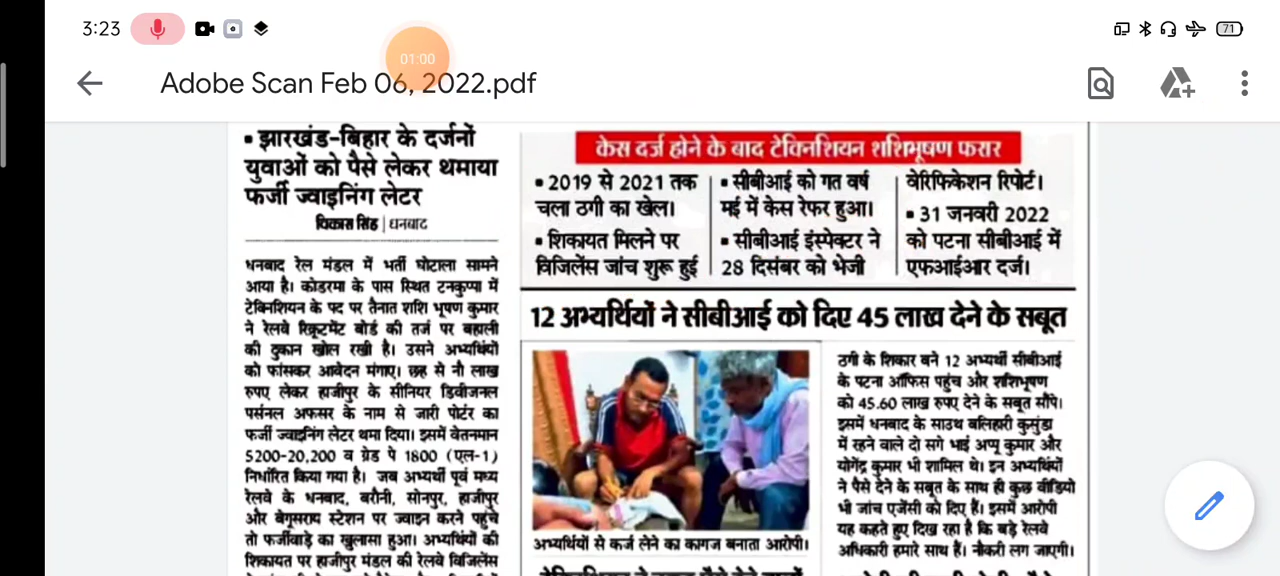 3:23
71
01:00
Adobe Scan Feb 06, 2022.pdf
▪ झारखंड-बिहार के दर्जनों
युवाओं को पैसे लेकर थमाया
फर्जी ज्वाइनिंग लेटर
विकास सिंह | धनबाद
धनबाद रेल मंडल में भर्ती घोटाला सामने
आया है। कोडरमा के पास स्थित टनकुप्पा में
टेक्निशियन के पद पर तैनात शशि भूषण कुमार
ने रेलवे रिक्रूटमेंट बोर्ड की तर्ज पर बहाली
की दुकान खोल रखी है। उसने अभ्यर्थियों
को फांसकर आवेदन मंगाए। छह से नौ लाख
रुपए लेकर हाजीपुर के सीनियर डिवीजनल
पर्सनल अफसर के नाम से जारी पोर्टर का
फर्जी ज्वाइनिंग लेटर थमा दिया। इसमें वेतनमान
5200-20,200 व ग्रेड पे 1800 (एल-1)
निर्धारित किया गया है। जब अभ्यर्थी पूर्व मध्य
रेलवे के धनबाद, बरौनी, सोनपुर, हाजीपुर
और बेगूसराय स्टेशन पर ज्वाइन करने पहुंचे
तो फर्जीवाड़े का खुलासा हुआ। अभ्यर्थियों की
शिकायत पर हाजीपुर मंडल की रेलवे विजिलेंस
केस दर्ज होने के बाद टेक्निशियन शशिभूषण फरार
▪ 2019 से 2021 तक
चला ठगी का खेल।
▪ शिकायत मिलने पर
विजिलेंस जांच शुरू हुई
▪ सीबीआई को गत वर्ष
मई में केस रेफर हुआ।
▪ सीबीआई इंस्पेक्टर ने
28 दिसंबर को भेजी
वेरिफिकेशन रिपोर्ट।
▪ 31 जनवरी 2022
को पटना सीबीआई में
एफआईआर दर्ज।
12 अभ्यर्थियों ने सीबीआई को दिए 45 लाख देने के सबूत
अभ्यर्थियों से कर्ज लेने का कागज बनाता आरोपी।
ठगी के शिकार बने 12 अभ्यर्थी सीबीआई
के पटना ऑफिस पहुंचे और शशिभूषण
को 45.60 लाख रुपए देने के सबूत सौंपे।
इसमें धनबाद के साउथ बलिहारी कुसुंडा
में रहने वाले दो सगे भाई अप्पू कुमार और
योगेंद्र कुमार भी शामिल थे। इन अभ्यर्थियों
ने पैसे देने के सबूत के साथ ही कुछ वीडियो
भी जांच एजेंसी को दिए हैं। इसमें आरोपी
यह कहते हुए दिख रहा है कि बड़े रेलवे
अधिकारी हमारे साथ हैं। नौकरी लग जाएगी।